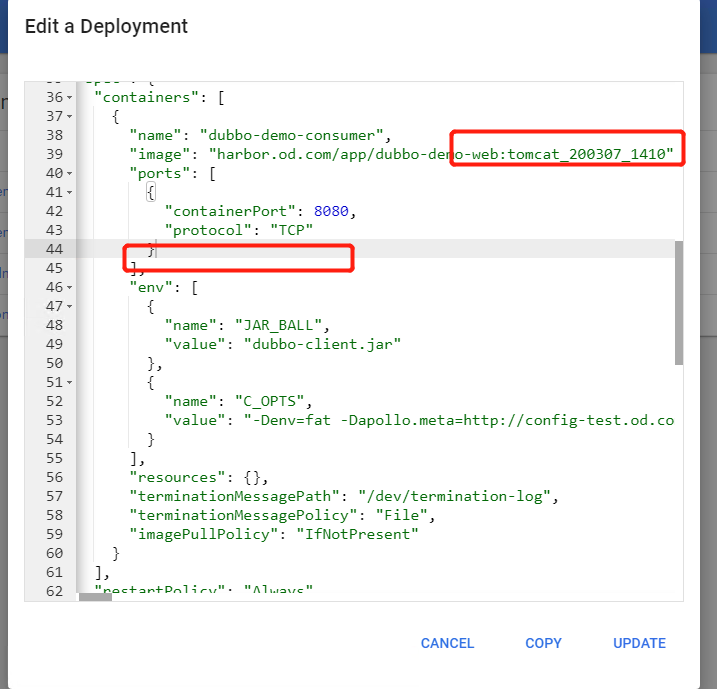 Edit a Deployment
36 "containers": [
37 {
38 "name": "dubbo-demo-consumer",
39 "image": "harbor.od.com/app/dubbo-demo-web:tomcat_200307_1410"
40 "ports": [
41 {
42 "containerPort": 8080,
43 "protocol": "TCP"
44 }
45 ],
46 "env": [
47 {
48 "name": "JAR_BALL",
49 "value": "dubbo-client.jar"
50 },
51 {
52 "name": "C_OPTS",
53 "value": "-Denv=fat -Dapollo.meta=http://config-test.od.co
54 }
55 ],
56 "resources": {},
57 "terminationMessagePath": "/dev/termination-log",
58 "terminationMessagePolicy": "File",
59 "imagePullPolicy": "IfNotPresent"
60 }
61 ],
62 "restartPolicy": "Always"
CANCEL COPY UPDATE